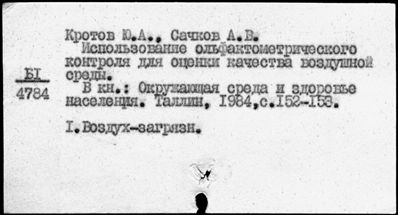 Кротов Ю.А., Сачков А.В.
Использование ольфактометрического
контроля для оценки качества воздушной
среды.
БI
4784
В кн.: Окружающая среда и здоровье
населения. Таллин, 1984,с.152-153.
I.Воздух-загрязн.